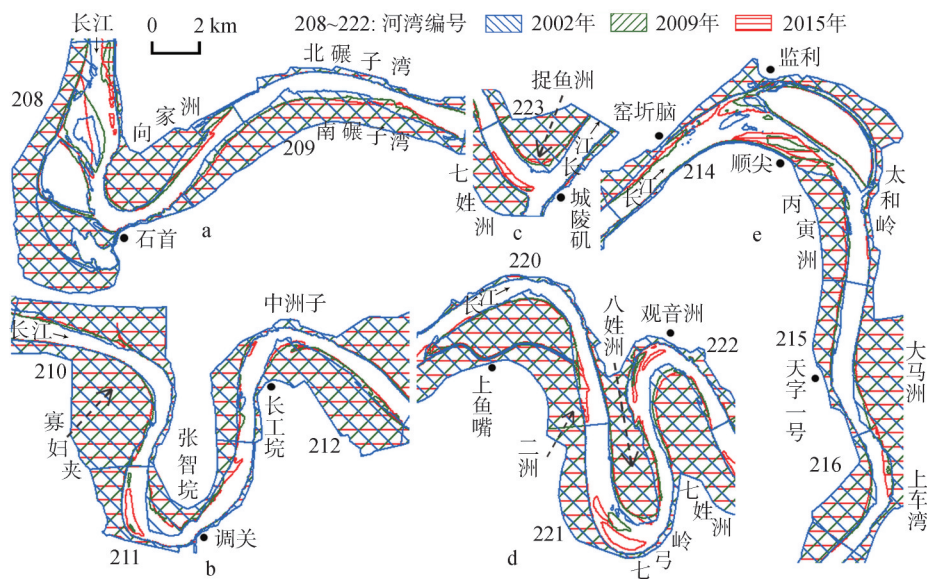 长江
0 2 km
208~222: 河湾编号
2002年
2009年
2015年
208
向家洲
北碾子湾
南碾子湾
209
石首
a
捉鱼洲
223
七姓洲
长江
城陵矶
c
监利
窑圻脑
长江
214
顺尖
太和岭
丙寅洲
e
215
天字一号
大马洲
216
上车湾
长江
210
寡妇夹
张智垸
中洲子
长工垸
212
211
调关
b
220
长江
八姓洲
观音洲
222
上鱼嘴
二洲
七姓洲
221
七弓岭
d